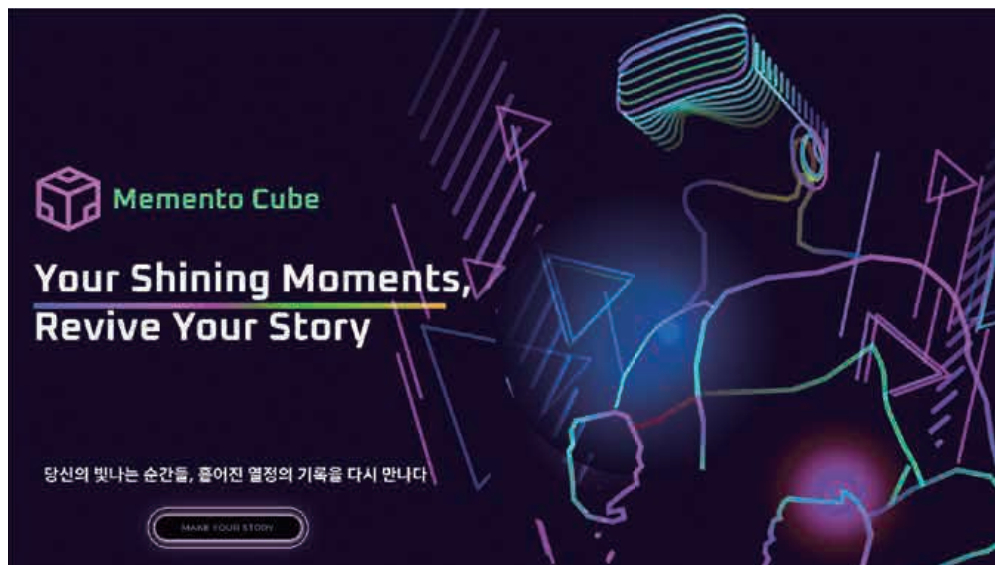 Memento Cube
Your Shining Moments,
Revive Your Story
당신의 빛나는 순간들, 흩어진 열정의 기록을 다시 만나다
MAKE YOUR STORY